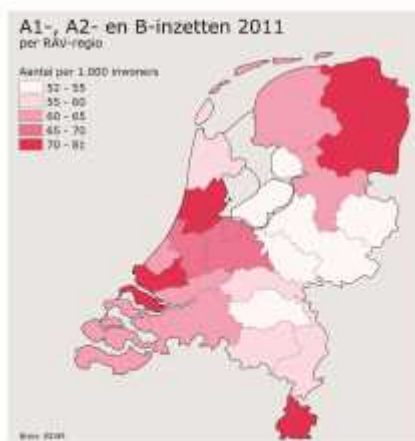 A1-, A2- en B-inzetten 2011
per RAV-regio
Aantal per 1.000 inwoners
52 - 55
55 - 60
60 - 65
65 - 70
70 - 81